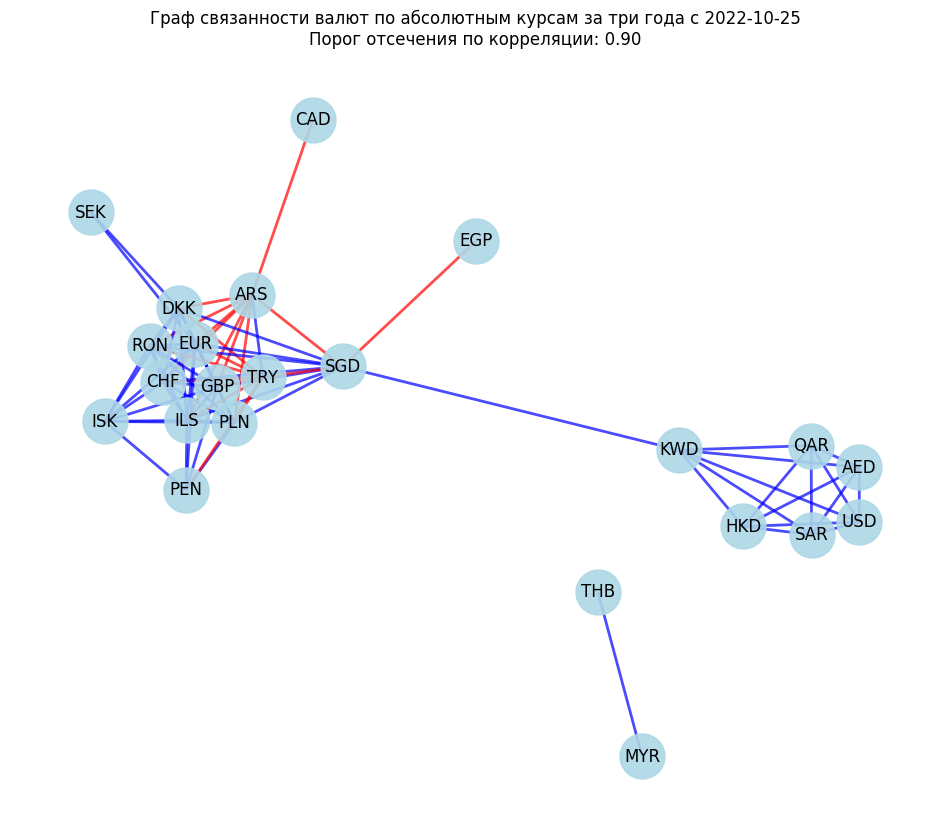 Граф связанности валют по абсолютным курсам за три года с 2022-10-25
Порог отсечения по корреляции: 0.90
CAD
SEK
EGP
ARS
DKK
EUR
RON
SGD
TRY
CHF
GBP
ISK
ILS
PLN
QAR
KWD
AED
PEN
USD
HKD
SAR
THB
MYR